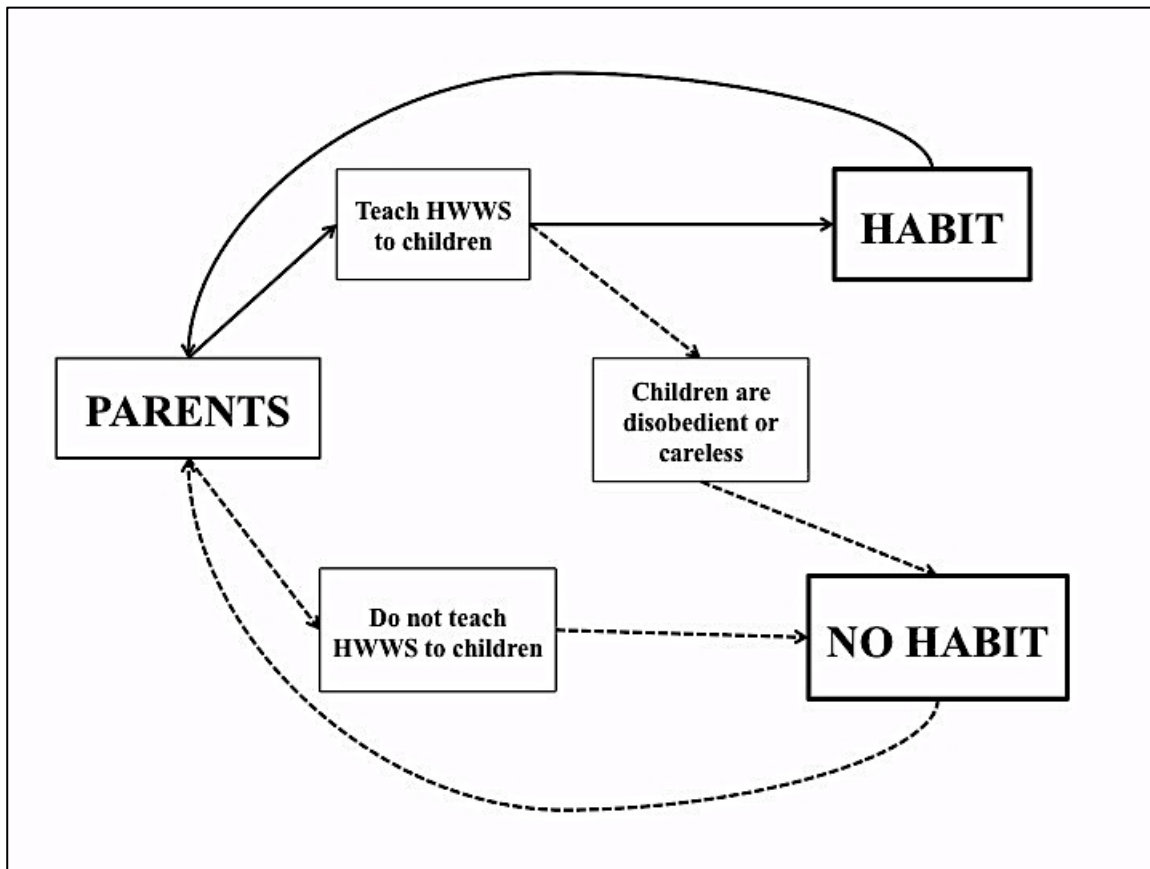 Teach HWWS
to children
HABIT
PARENTS
Children are
disobedient or
careless
Do not teach
HWWS to children
NO HABIT